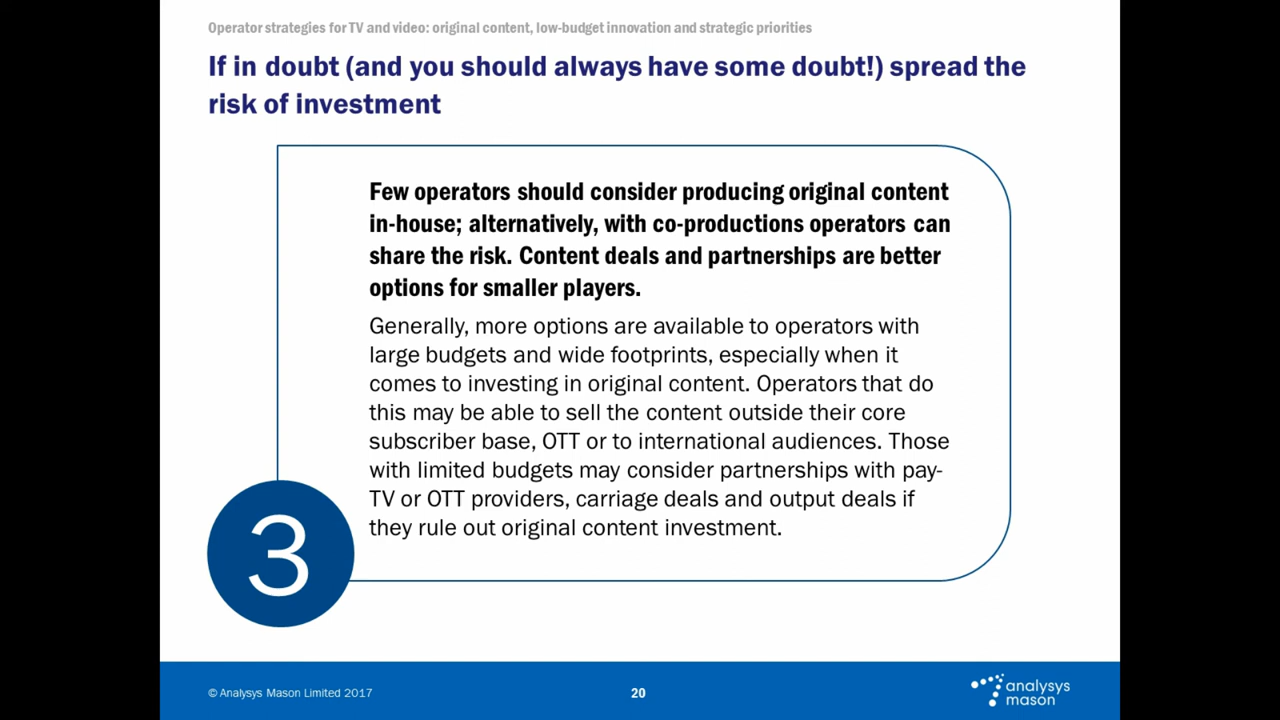 Operator strategies for TV and video: original content, low-budget innovation and strategic priorities
If in doubt (and you should always have some doubt!) spread the
risk of investment
Few operators should consider producing original content
in-house; alternatively, with co-productions operators can
share the risk. Content deals and partnerships are better
options for smaller players.
Generally, more options are available to operators with
large budgets and wide footprints, especially when it
comes to investing in original content. Operators that do
this may be able to sell the content outside their core
subscriber base, OTT or to international audiences. Those
with limited budgets may consider partnerships with pay-
TV or OTT providers, carriage deals and output deals if
they rule out original content investment.
3
© Analysys Mason Limited 2017
20
analysys
mason